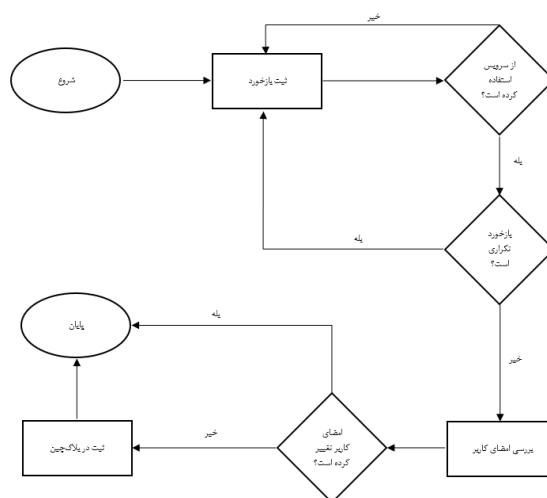 خیر
شروع
ثبت بازخورد
از سرویس
استفاده
کرده است؟
بله
بازخورد
تکراری
است؟
بله
خیر
پایان
بله
ثبت در بلاک‌چین
خیر
امضای
کاربر تغییر
کرده است؟
بررسی امضای کاربر